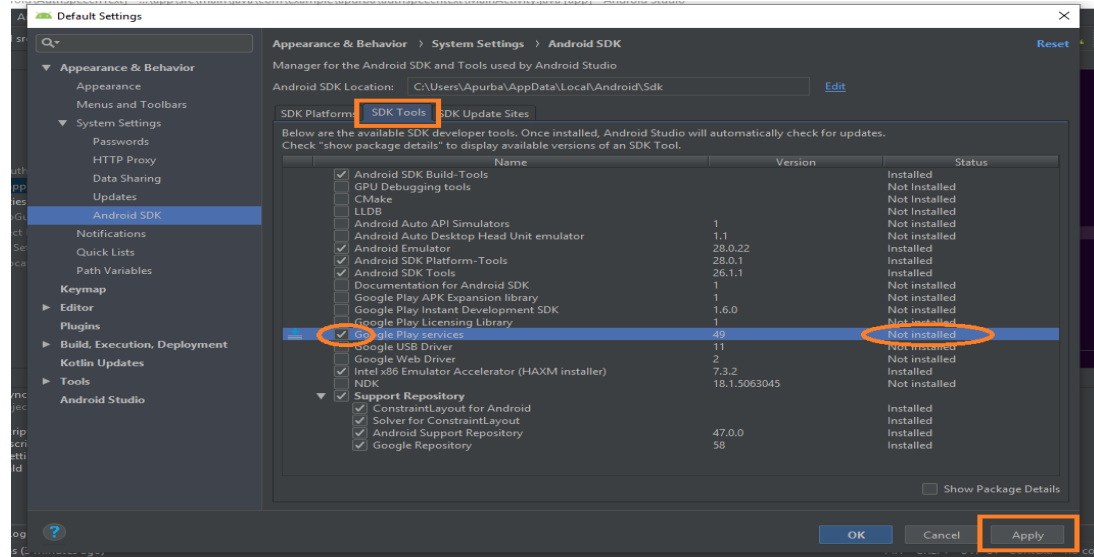 Default Settings
Appearance & Behavior > System Settings > Android SDK
Reset
Manager for the Android SDK and Tools used by Android Studio
Android SDK Location: C:\Users\Apurba\AppData\Local\Android\Sdk Edit
SDK Platforms SDK Tools SDK Update Sites
Below are the available SDK developer tools. Once installed, Android Studio will automatically check for updates.
Check "show package details" to display available versions of an SDK Tool.
Name Version Status
Android SDK Build-Tools Installed
GPU Debugging tools Not Installed
CMake Not Installed
LLDB Not Installed
Android Auto API Simulators 1 Not installed
Android Auto Desktop Head Unit emulator 1.1 Not installed
Android Emulator 28.0.22 Installed
Android SDK Platform-Tools 28.0.1 Installed
Android SDK Tools 26.1.1 Installed
Documentation for Android SDK 1 Not installed
Google Play APK Expansion library 1 Not installed
Google Play Instant Development SDK 1.6.0 Not installed
Google Play Licensing Library 1 Not installed
Google Play services 49 Not installed
Google USB Driver 11 Not installed
Google Web Driver 2 Not installed
Intel x86 Emulator Accelerator (HAXM installer) 7.3.2 Installed
NDK 18.1.5063045 Not installed
Support Repository
ConstraintLayout for Android Installed
Solver for ConstraintLayout Installed
Android Support Repository 47.0.0 Installed
Google Repository 58 Installed
Show Package Details
Appearance & Behavior
Appearance
Menus and Toolbars
System Settings
Passwords
HTTP Proxy
Data Sharing
Updates
Android SDK
Notifications
Quick Lists
Path Variables
Keymap
Editor
Plugins
Build, Execution, Deployment
Kotlin Updates
Tools
Android Studio
?
OK Cancel Apply